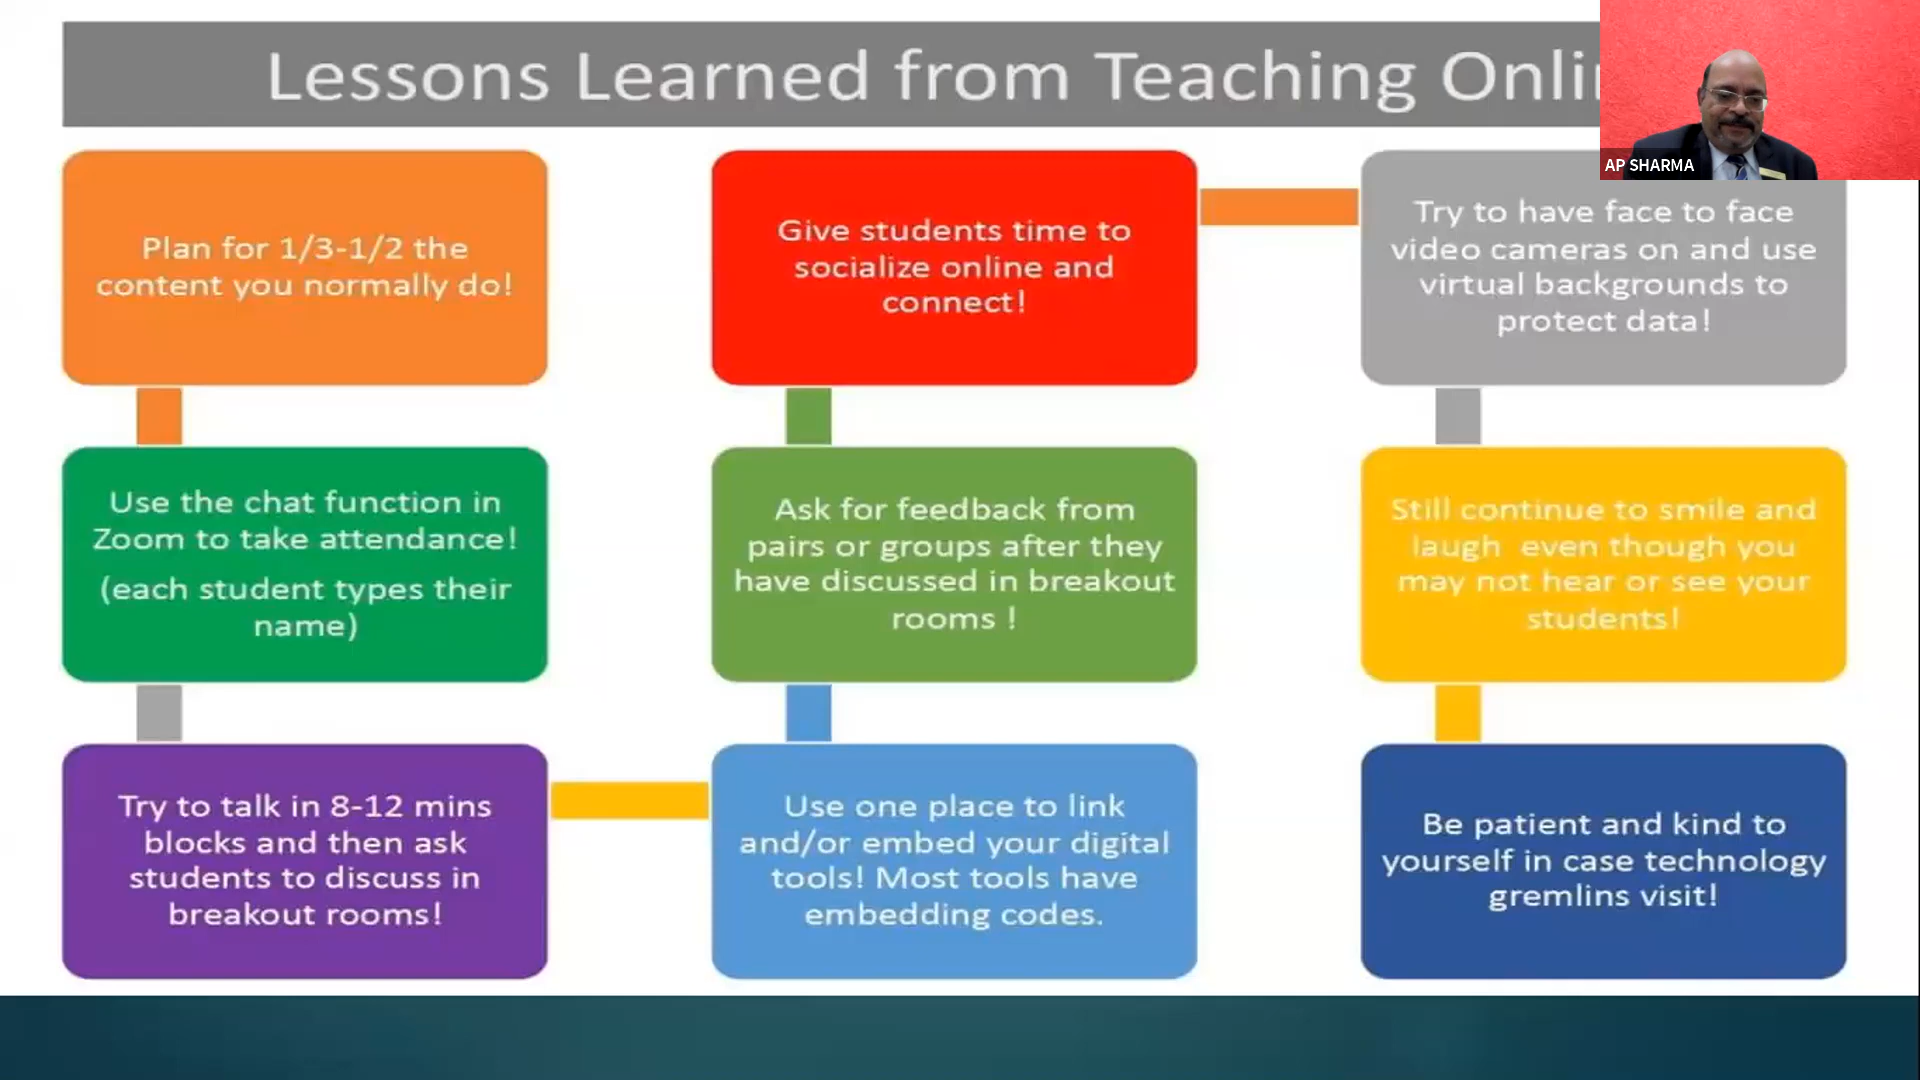 Lessons Learned from Teaching
AP SHARMA
Plan for 1/3-1/2 the
content you normally do!
Use the chat function in
Zoom to take attendance!
(each student types their
name)
Try to talk in 8-12 mins
blocks and then ask
students to discuss in
breakout rooms!
Use one place to link
and/or embed your digital
tools! Most tools have
embedding codes.
Ask for feedback from
pairs or groups after they
have discussed in breakout
rooms !
Give students time to
socialize online and
connect!
Try to have face to face
video cameras on and use
virtual backgrounds to
protect data!
Still continue to smile and
laugh even though you
may not hear or see your
students!
Be patient and kind to
yourself in case technology
gremlins visit!